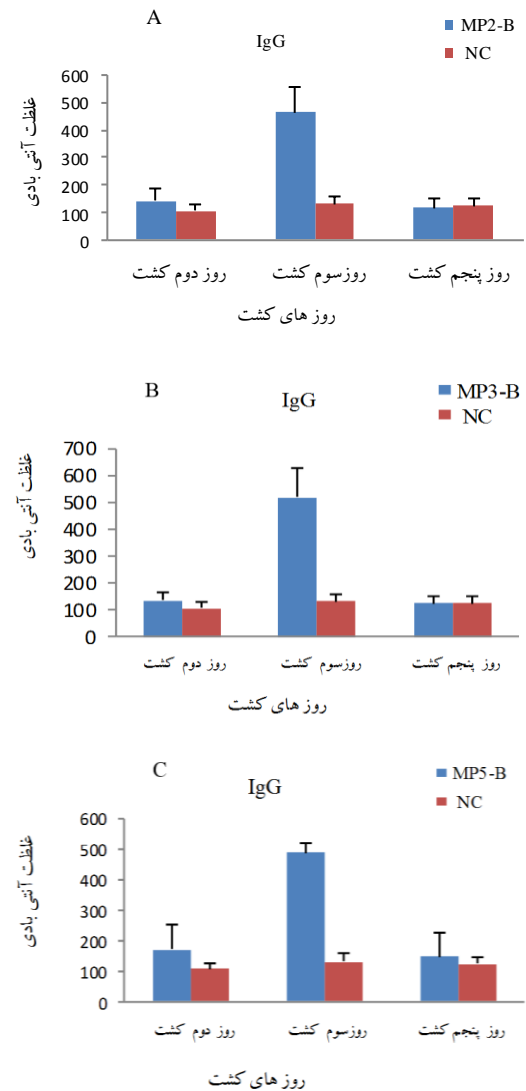 A
IgG
MP2-B
NC
600
500
400
300
200
100
0
غلظت آنتی بادی
روز دوم کشت
روزسوم کشت
روز پنجم کشت
روز های کشت
B
IgG
MP3-B
NC
700
600
500
400
300
200
100
0
غلظت آنتی بادی
روز دوم کشت
روزسوم کشت
روز پنجم کشت
روز های کشت
C
IgG
MP5-B
NC
600
500
400
300
200
100
0
غلظت آنتی بادی
روز دوم کشت
روزسوم کشت
روز پنجم کشت
روز های کشت